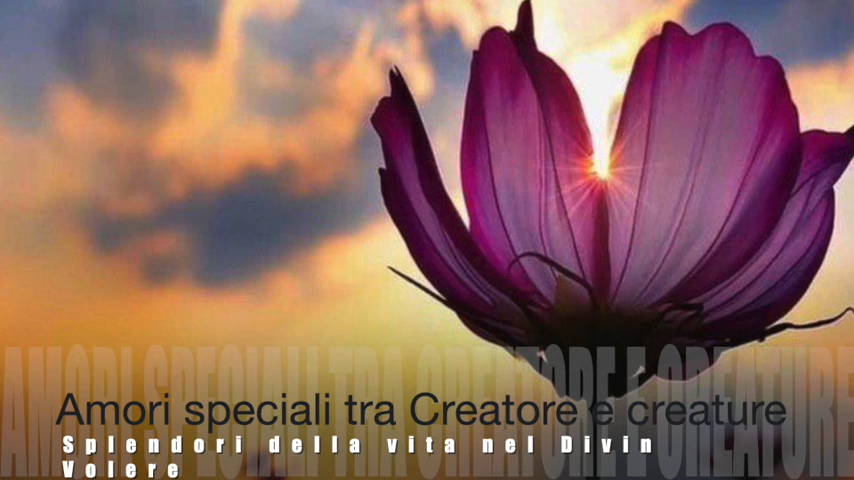 AMORI SPECIALI TRA CREATORE E CREATURE
Amori speciali tra Creatore e creature
Splendori della vita nel Divin
Volere